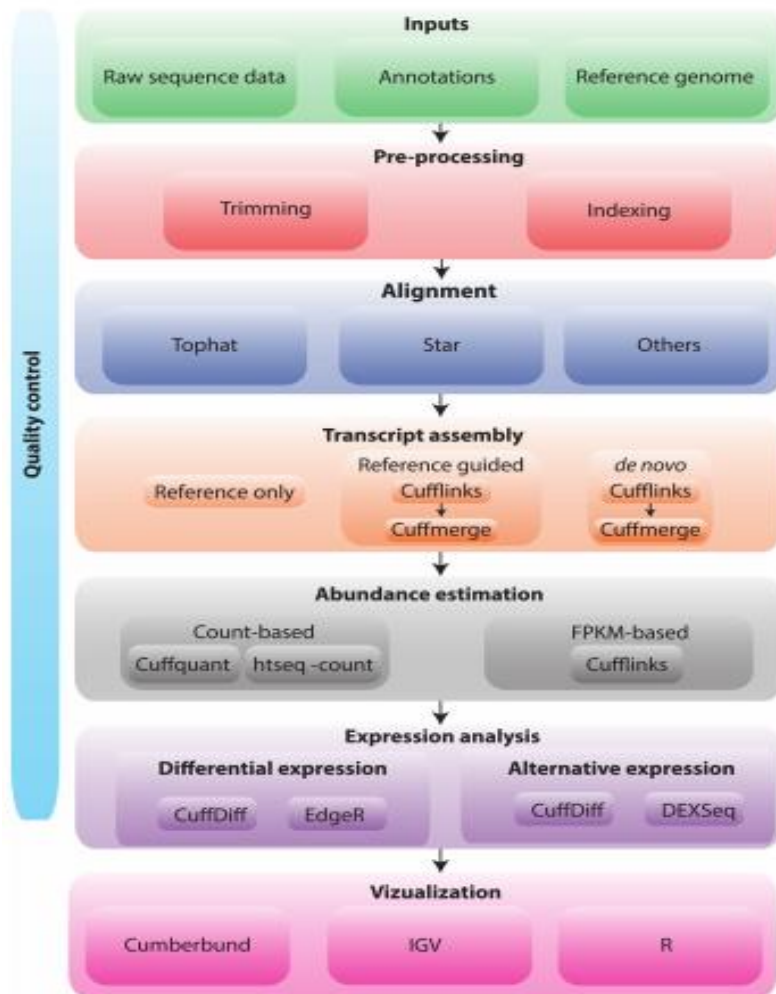 Inputs
Raw sequence data
Annotations
Reference genome
Pre-processing
Trimming
Indexing
Alignment
Tophat
Star
Others
Quality control
Transcript assembly
Reference only
Reference guided
Cufflinks
Cuffmerge
de novo
Cufflinks
Cuffmerge
Abundance estimation
Count-based
Cuffquant
htseq -count
FPKM-based
Cufflinks
Expression analysis
Differential expression
CuffDiff
EdgeR
Alternative expression
CuffDiff
DEXSeq
Vizualization
Cumberbund
IGV
R